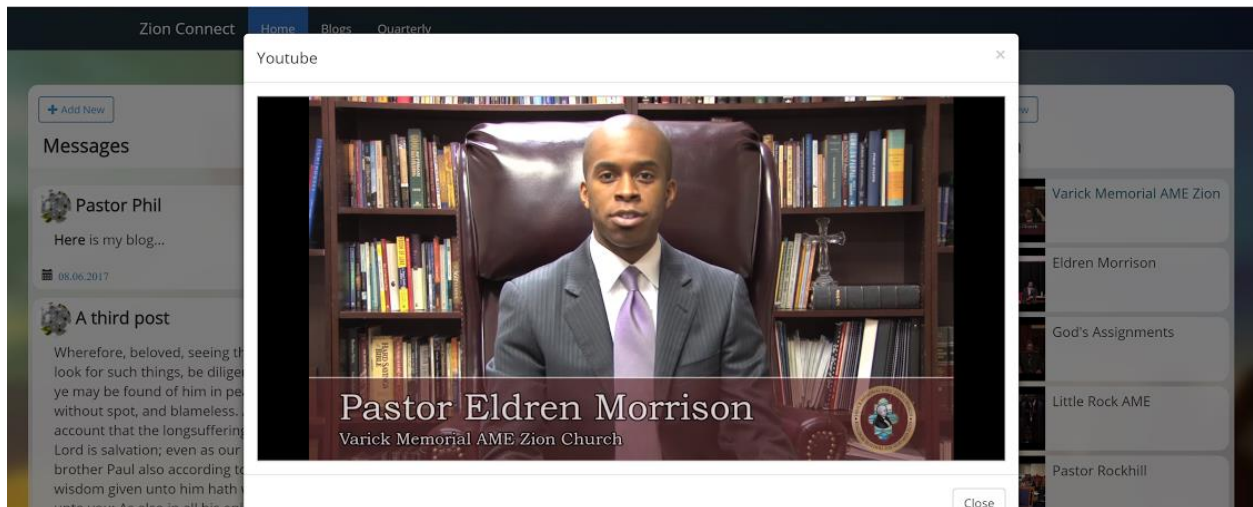 Zion Connect Home Blogs Quarterly
Youtube ×
Add New
Messages
Pastor Phil
Here is my blog...
08.06.2017
A third post
Wherefore, beloved, seeing
look for such things, be
ye may be found of him in
without spot, and blameless.
account that the longsuffering
Lord is salvation; even as our
brother Paul also according to
wisdom given unto him hath
HARD SAYINGS
BIBLE
Pastor Eldren Morrison
Varick Memorial AME Zion Church
Close
Varick Memorial AME Zion
Eldren Morrison
God's Assignments
Little Rock AME
Pastor Rockhill